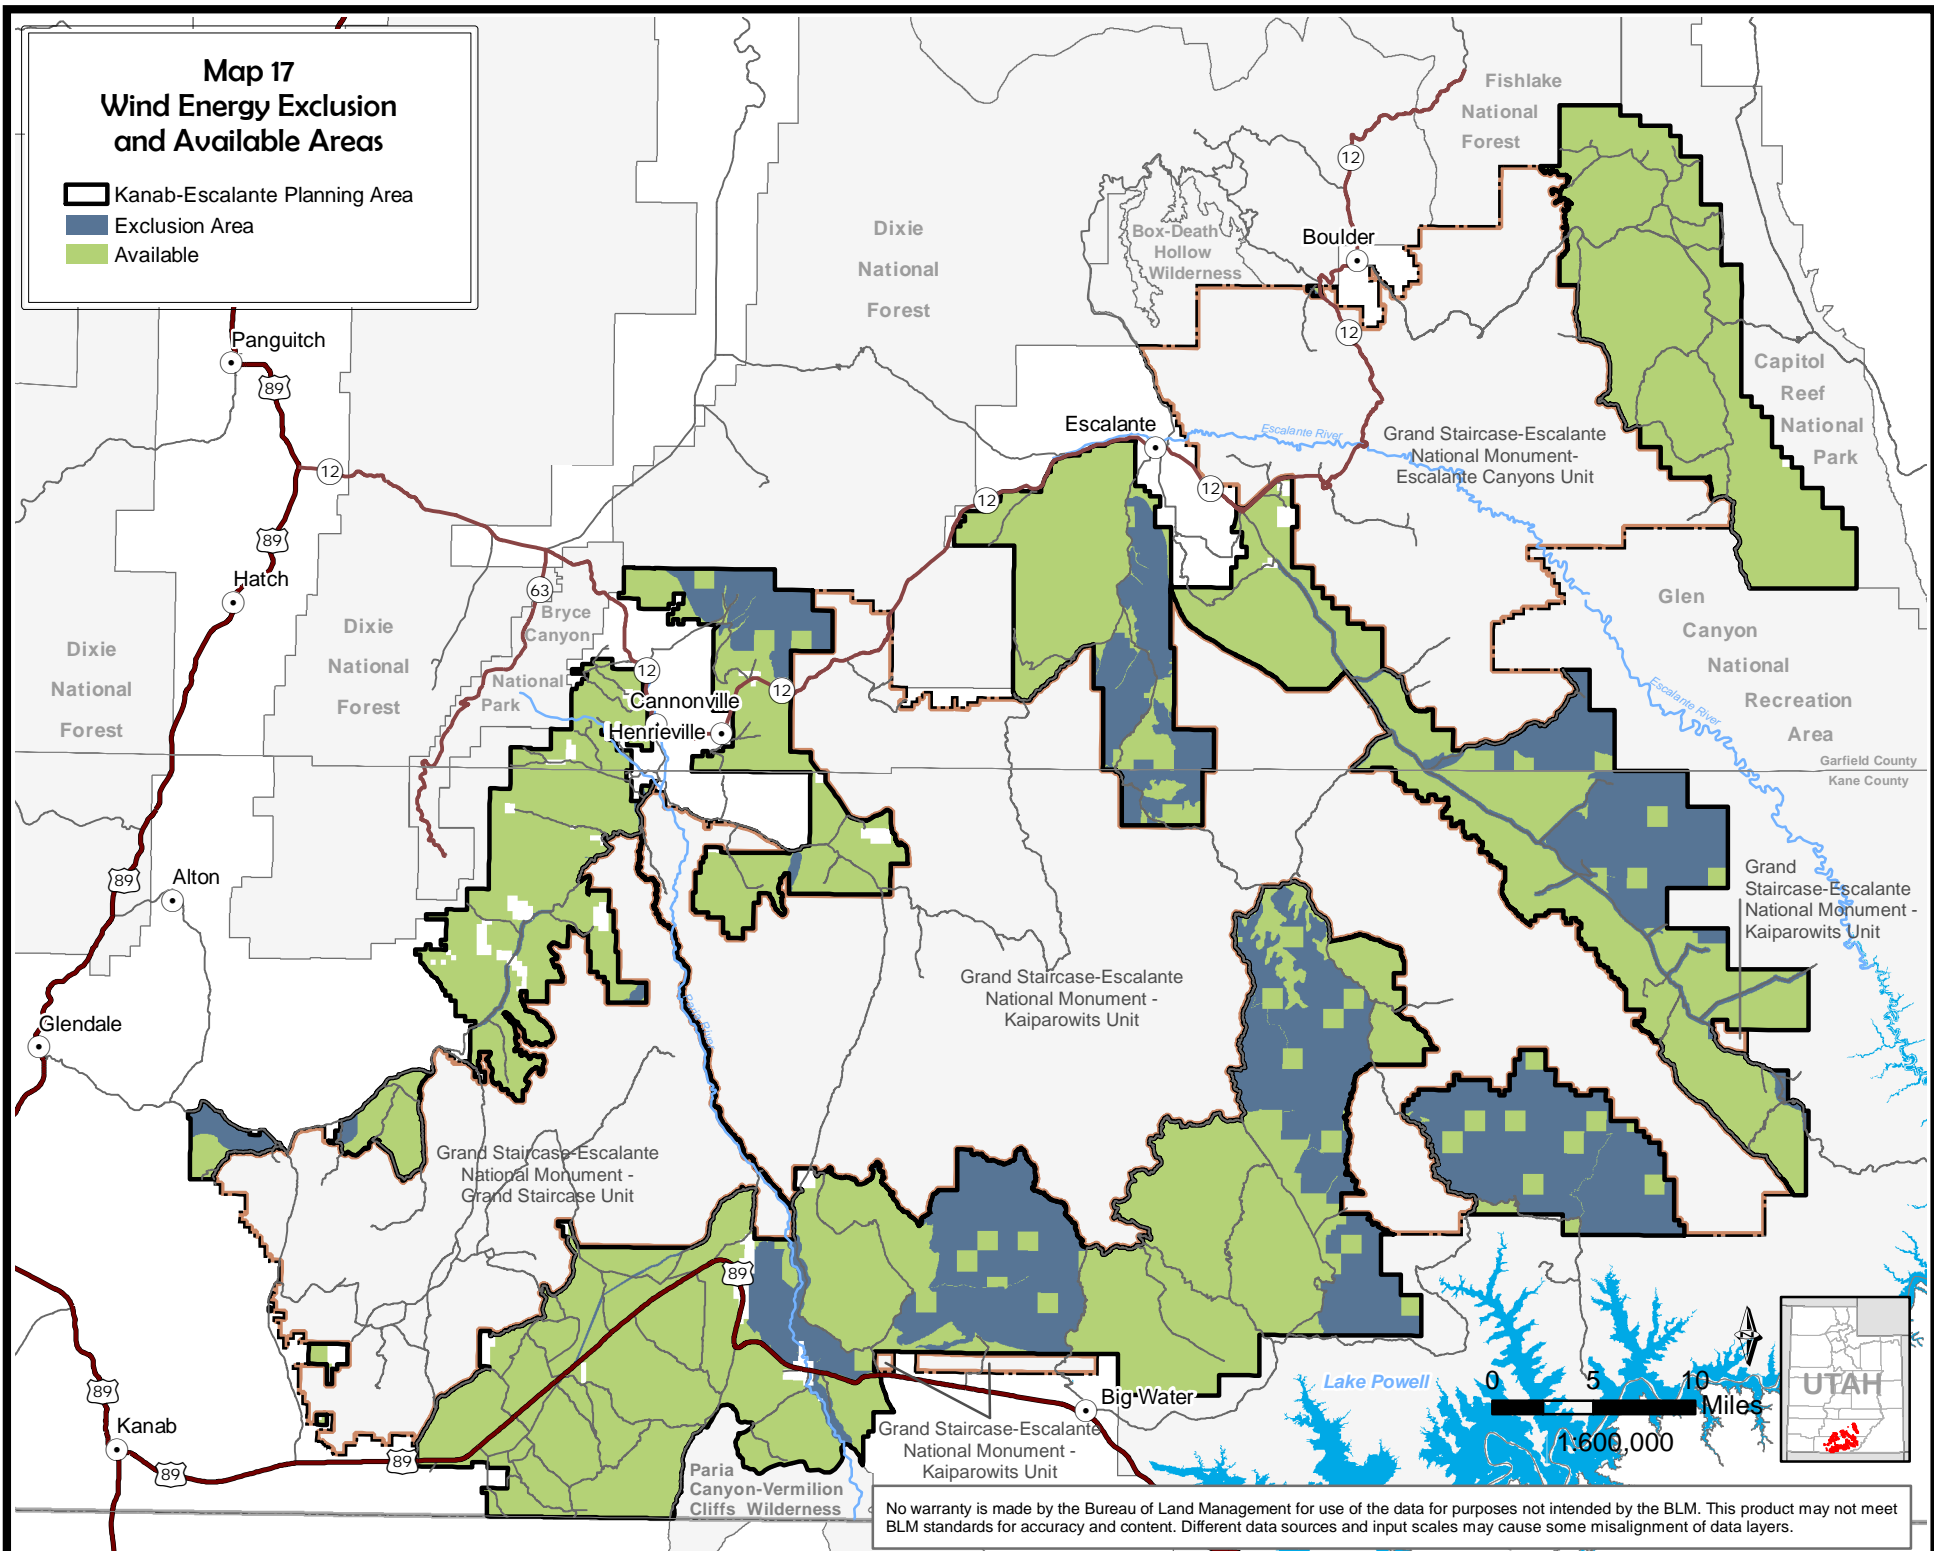 Map 17
Wind Energy Exclusion
and Available Areas
Kanab-Escalante Planning Area
Exclusion Area
Available
Fishlake
National
Forest
12
Box-Death
Hollow
Wilderness
Boulder
Dixie
National
Forest
12
Panguitch
89
Capitol
Reef
National
Park
Escalante
Escalante River
Grand Staircase-Escalante
National Monument-
Escalante Canyons Unit
12
12
12
89
Hatch
63
Bryce
Canyon
National
Park
Dixie
National
Forest
Dixie
National
Forest
Glen
Canyon
National
Recreation
Area
Escalante River
12
12
Cannonville
Henrieville
Garfield County
Kane County
89
Alton
Grand
Staircase-Escalante
National Monument -
Kaiparowits Unit
Grand Staircase-Escalante
National Monument -
Kaiparowits Unit
Paria River
Glendale
Grand Staircase-Escalante
National Monument -
Grand Staircase Unit
89
89
Kanab
89
89
Big Water
Lake Powell
0 5 10
Miles
1:600,000
N
UTAH
Grand Staircase-Escalante
National Monument -
Kaiparowits Unit
Paria
Canyon-Vermilion
Cliffs Wilderness
No warranty is made by the Bureau of Land Management for use of the data for purposes not intended by the BLM. This product may not meet
BLM standards for accuracy and content. Different data sources and input scales may cause some misalignment of data layers.